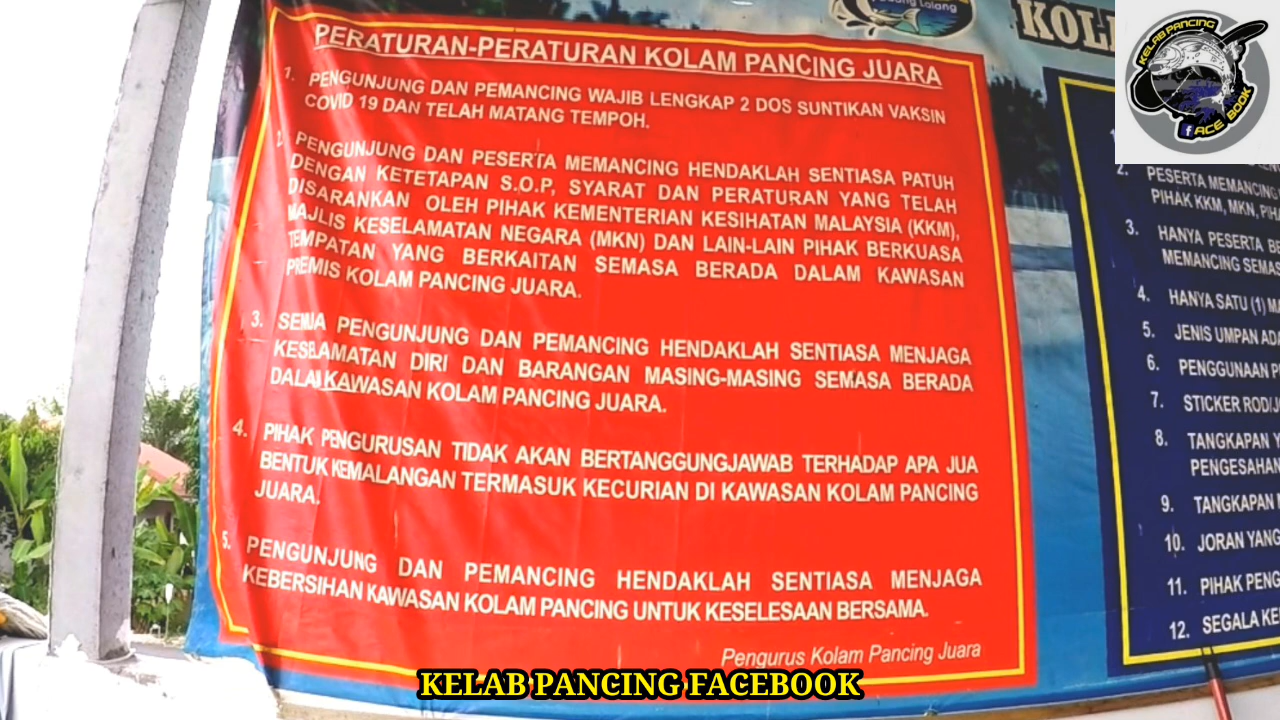 PERATURAN-PERATURAN KOLAM PANCING JUARA
1. PENGUNJUNG DAN PEMANCING WAJIB LENGKAP 2 DOS SUNTIKAN VAKSIN
COVID 19 DAN TELAH MATANG TEMPOH.
2. PENGUNJUNG DAN PESERTA MEMANCING HENDAKLAH SENTIASA PATUH
DENGAN KETETAPAN S.O.P, SYARAT DAN PERATURAN YANG TELAH
DISARANKAN OLEH PIHAK KEMENTERIAN KESIHATAN MALAYSIA (KKM),
MAJLIS KESELAMATAN NEGARA (MKN) DAN LAIN-LAIN PIHAK BERKUASA
TEMPATAN YANG BERKAITAN SEMASA BERADA DALAM KAWASAN
PREMIS KOLAM PANCING JUARA.
3. SEMUA PENGUNJUNG DAN PEMANCING HENDAKLAH SENTIASA MENJAGA
KESELAMATAN DIRI DAN BARANGAN MASING-MASING SEMASA BERADA
DALAM KAWASAN KOLAM PANCING JUARA.
4. PIHAK PENGURUSAN TIDAK AKAN BERTANGGUNGJAWAB TERHADAP APA JUA
BENTUK KEMALANGAN TERMASUK KECURIAN DI KAWASAN KOLAM PANCING
JUARA.
5. PENGUNJUNG DAN PEMANCING HENDAKLAH SENTIASA MENJAGA
KEBERSIHAN KAWASAN KOLAM PANCING UNTUK KESELESAAN BERSAMA.
Pengurus Kolam Pancing Juara
Lalang
KOL
KELAB PANCING
FACE BOOK
2. PESERTA MEMANCING
PIHAK KKM, MKN, PIH
3. HANYA PESERTA BE
MEMANCING SEMAS
4. HANYA SATU (1) MA
5. JENIS UMPAN ADA
6. PENGGUNAAN P
7. STICKER ROD/J
8. TANGKAPAN Y
PENGESAHAN
9. TANGKAPAN
10. JORAN YANG
11. PIHAK PENG
12. SEGALA KE
KELAB PANCING FACEBOOK